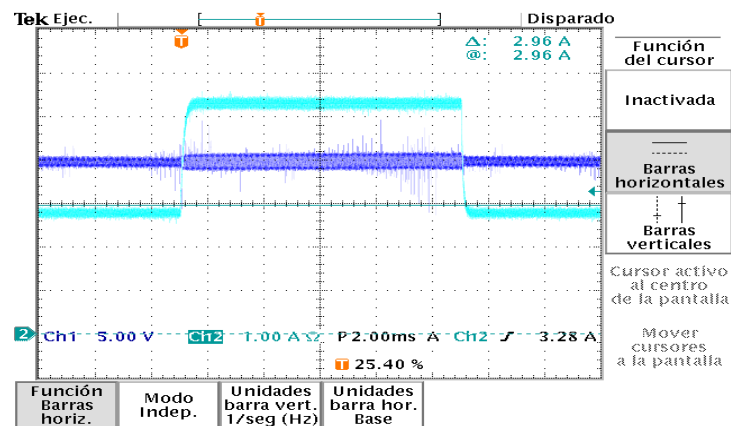 Tek Ejec. [ ] Disparado
T
Δ: 2.96 A
@: 2.96 A
Función
del cursor
Inactivada
Barras
horizontales
Barras
verticales
Cursor activo
al centro
de la pantalla
Mover
cursores
a la pantalla
2
Ch1 5.00 V Ch2 1.00 A Ω P2.00ms A Ch2 ƒ 3.28 A
T 25.40 %
Función
Barras
horiz.
Modo
Indep.
Unidades
barra vert.
1/seg (Hz)
Unidades
barra hor.
Base